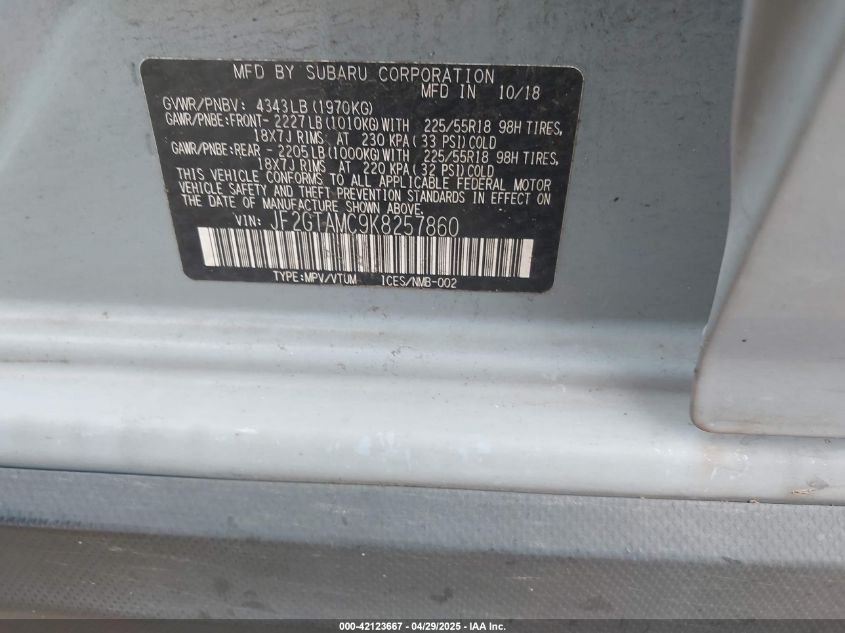 MFD BY SUBARU CORPORATION
MFD IN 10/18
GVWR/PNBV: 4343LB(1970KG)
GAWR/PNBE:FRONT- 2227LB(1010KG)WITH 225/55R18 98H TIRES,
18X7J RIMS AT 230 KPA(33 PSI)COLD
GAWR/PNBE:REAR - 2205LB(1000KG)WITH 225/55R18 98H TIRES,
18X7J RIMS AT 220 KPA(32 PSI)COLD
THIS VEHICLE CONFORMS TO ALL APPLICABLE FEDERAL MOTOR
VEHICLE SAFETY AND THEFT PREVENTION STANDARDS IN EFFECT ON
THE DATE OF MANUFACTURE SHOWN ABOVE.
VIN: JF2GTAMC9K8257860
TYPE:MPV/VTUM ICES/NMB-002
000-42123667 - 04/29/2025 - IAA Inc.